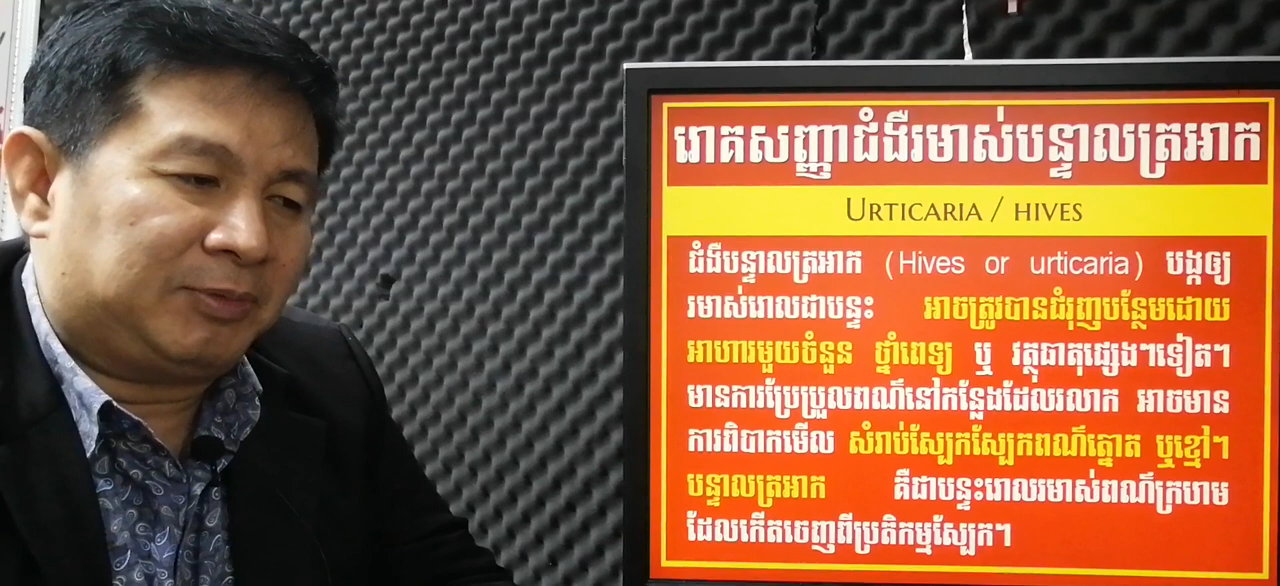 រោគសញ្ញាជំងឺរមាស់បន្ទាលត្រអាក
URTICARIA / HIVES
ជំងឺបន្ទាលត្រអាក (Hives or urticaria) បង្កឲ្យ
រមាស់រោលជាបន្ទះ អាចត្រូវបានជំរុញបន្ថែមដោយ
អាហារមួយចំនួន ថ្នាំពេទ្យ ឬ វត្ថុធាតុផ្សេងៗទៀត។
មានការប្រែប្រួលពណ៌នៅកន្លែងដែលរលាក អាចមាន
ការពិបាកមើល សំរាប់ស្បែកស្បែកពណ៌ត្នោត ឬខ្មៅ។
បន្ទាលត្រអាក គឺជាបន្ទះរោលរមាស់ពណ៌ក្រហម
ដែលកើតចេញពីប្រតិកម្មស្បែក។